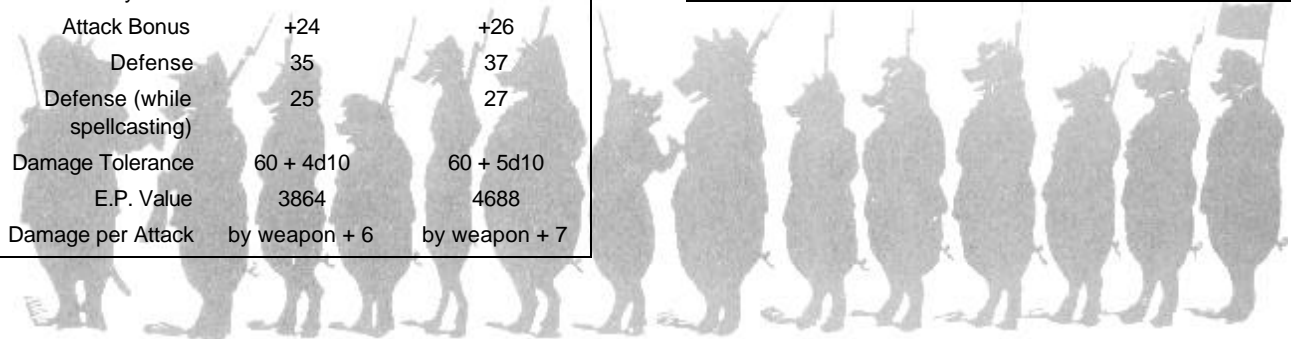 Attack Bonus +24 +26
Defense 35 37
Defense (while 25 27
spellcasting)
Damage Tolerance 60 + 4d10 60 + 5d10
E.P. Value 3864 4688
Damage per Attack by weapon + 6 by weapon + 7